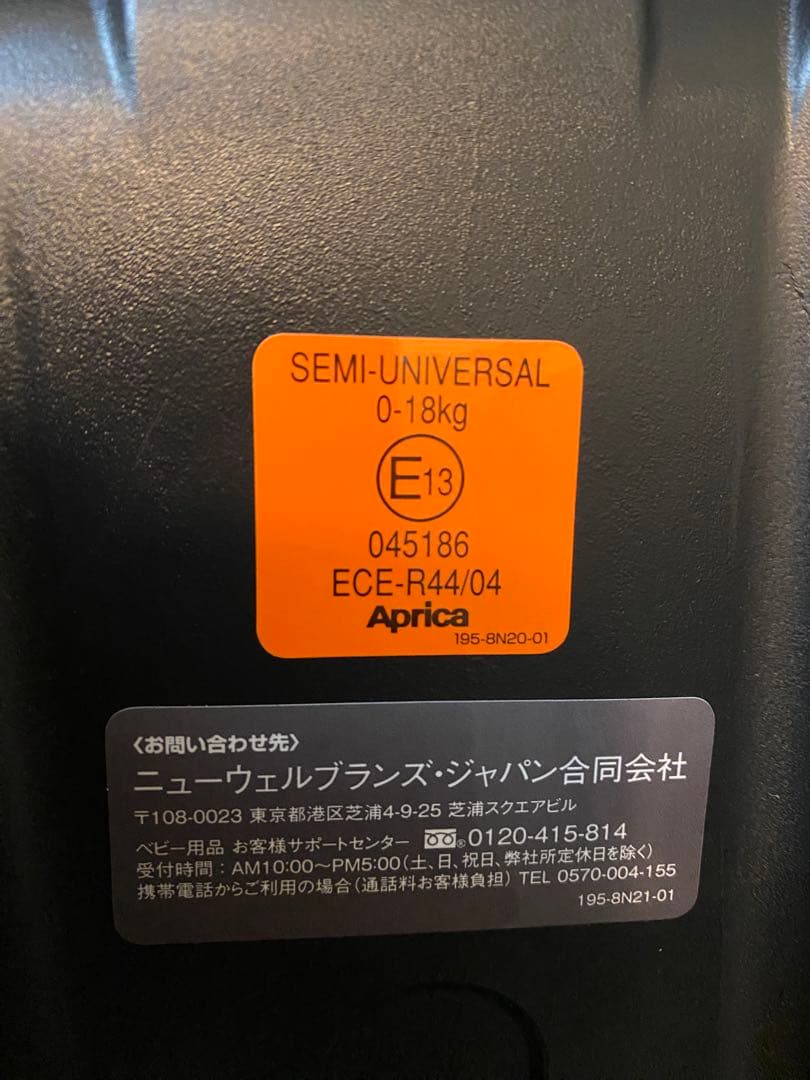 SEMI-UNIVERSAL
0-18kg
E13
045186
ECE-R44/04
Aprica
195-8N20-01
〈お問い合わせ先〉
ニューウェルブランズ・ジャパン合同会社
〒108-0023 東京都港区芝浦4-9-25 芝浦スクエアビル
ベビー用品 お客様サポートセンター 0120-415-814
受付時間：AM10:00〜PM5:00（土、日、祝日、弊社所定休日を除く）
携帯電話からご利用の場合（通話料お客様負担） TEL 0570-004-155
195-8N21-01